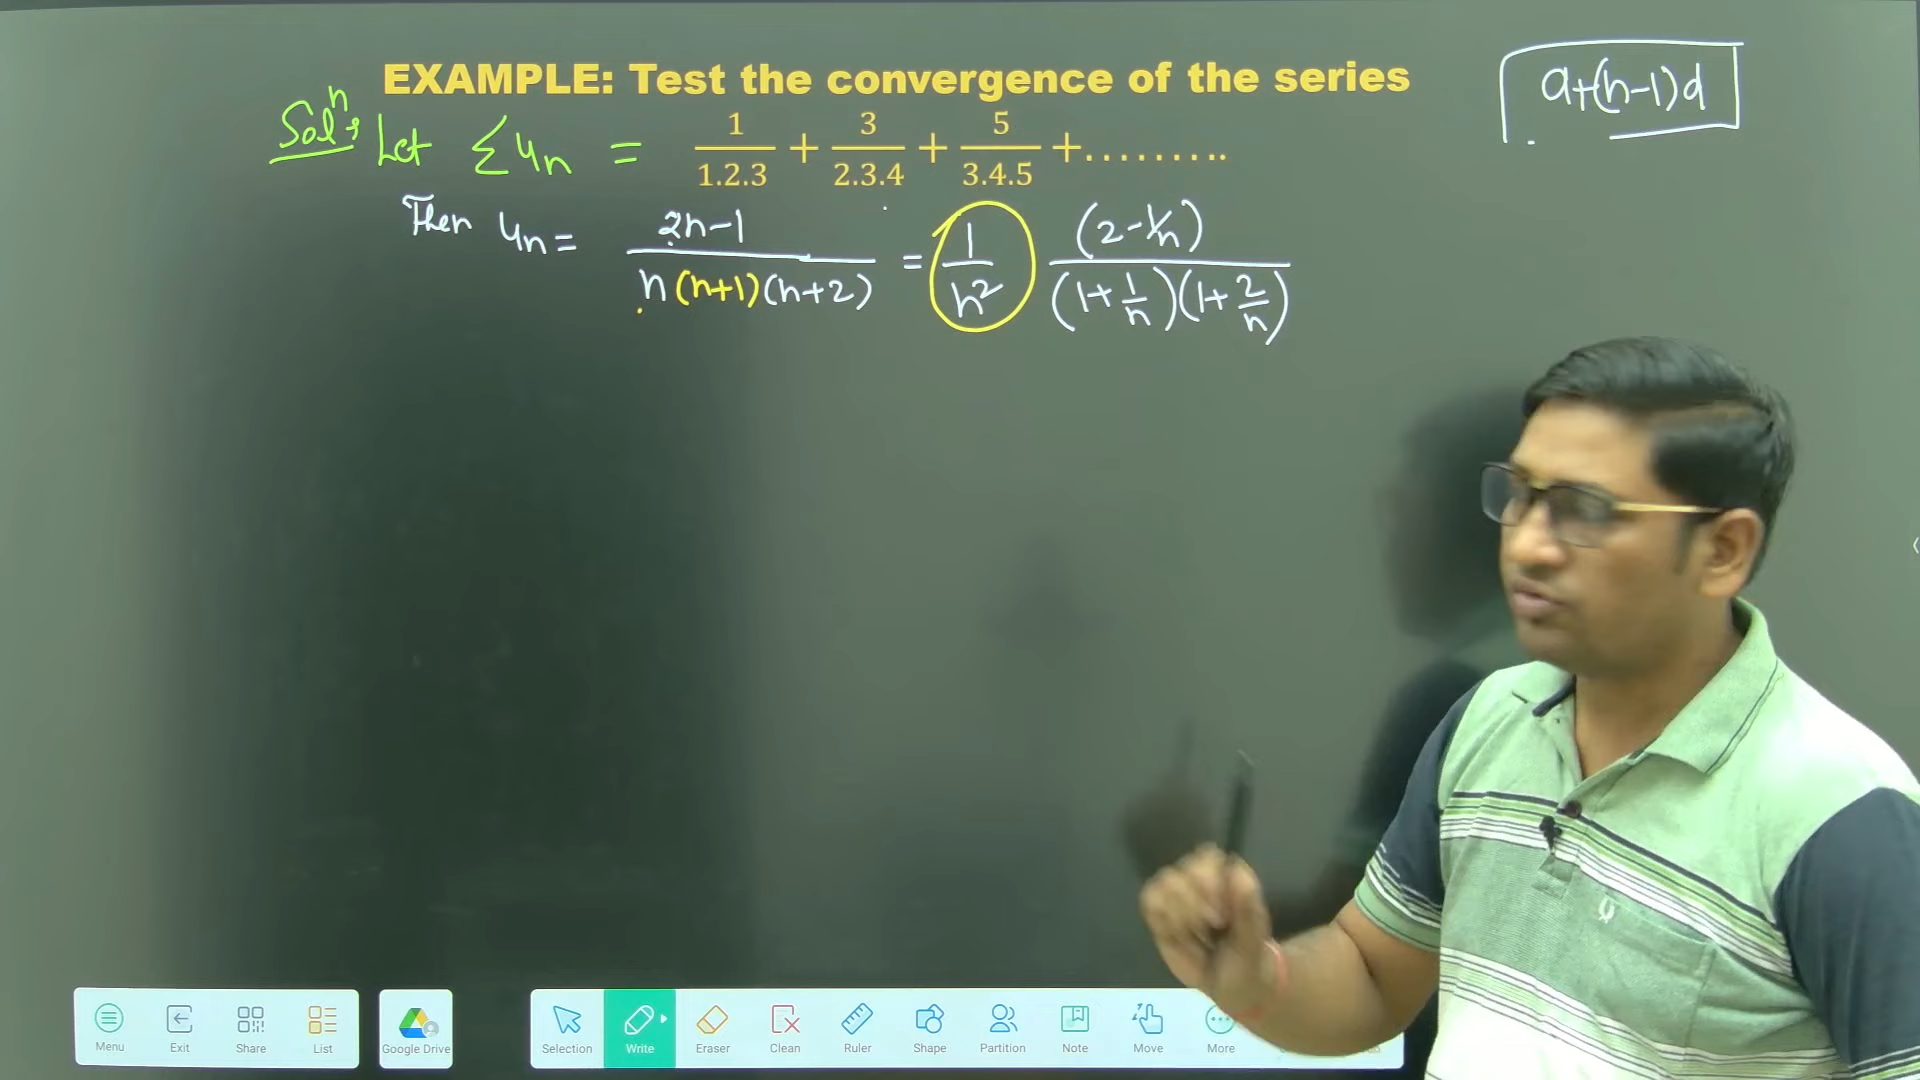 EXAMPLE: Test the convergence of the series
a+(n-1)d
Solⁿ: Let Σuₙ = 1/1.2.3 + 3/2.3.4 + 5/3.4.5 +.........
Then uₙ = 2n-1/n(n+1)(n+2) = 1/n² (2-1/n)/(1+1/n)(1+2/n)
Menu Exit Share List Google Drive Selection Write Eraser Clean Ruler Shape Partition Note Move More